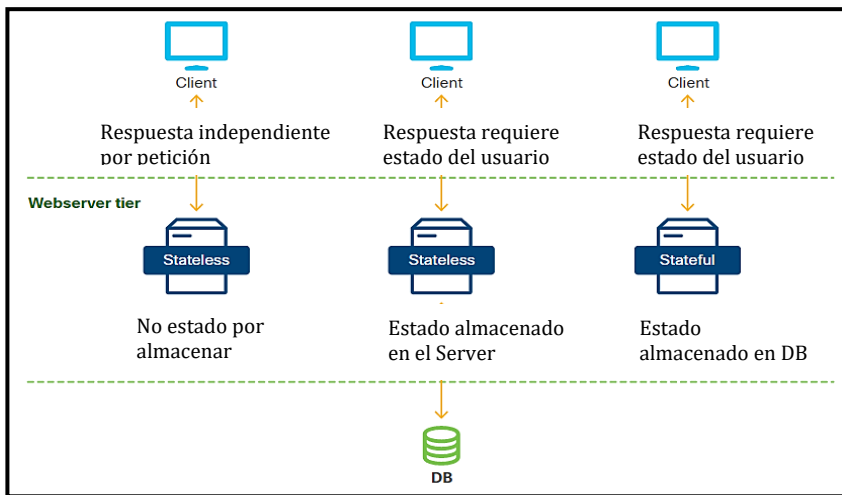 Client
Client
Client
Respuesta independiente
por petición
Respuesta requiere
estado del usuario
Respuesta requiere
estado del usuario
Webserver tier
Stateless
Stateless
Stateful
No estado por
almacenar
Estado almacenado
en el Server
Estado
almacenado en DB
DB